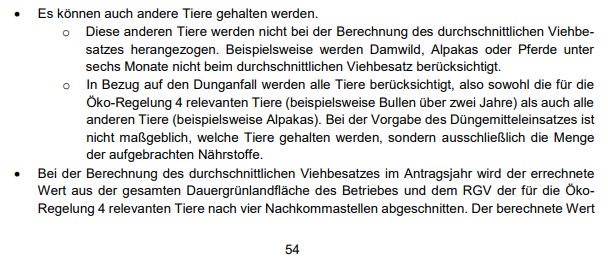 • Es können auch andere Tiere gehalten werden.
o Diese anderen Tiere werden nicht bei der Berechnung des durchschnittlichen Viehbe-
satzes herangezogen. Beispielsweise werden Damwild, Alpakas oder Pferde unter
sechs Monate nicht beim durchschnittlichen Viehbesatz berücksichtigt.
o In Bezug auf den Dunganfall werden alle Tiere berücksichtigt, also sowohl die für die
Öko-Regelung 4 relevanten Tiere (beispielsweise Bullen über zwei Jahre) als auch alle
anderen Tiere (beispielsweise Alpakas). Bei der Vorgabe des Düngemitteleinsatzes ist
nicht maßgeblich, welche Tiere gehalten werden, sondern ausschließlich die Menge
der aufgebrachten Nährstoffe.
• Bei der Berechnung des durchschnittlichen Viehbesatzes im Antragsjahr wird der errechnete
Wert aus der gesamten Dauergrünlandfläche des Betriebes und dem RGV der für die Öko-
Regelung 4 relevanten Tiere nach vier Nachkommastellen abgeschnitten. Der berechnete Wert
54